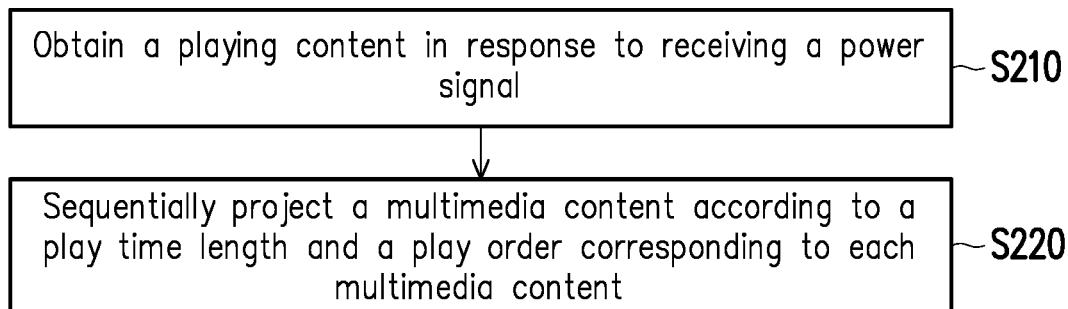 Obtain a playing content in response to receiving a power
signal
S210
Sequentially project a multimedia content according to a
play time length and a play order corresponding to each
multimedia content
S220